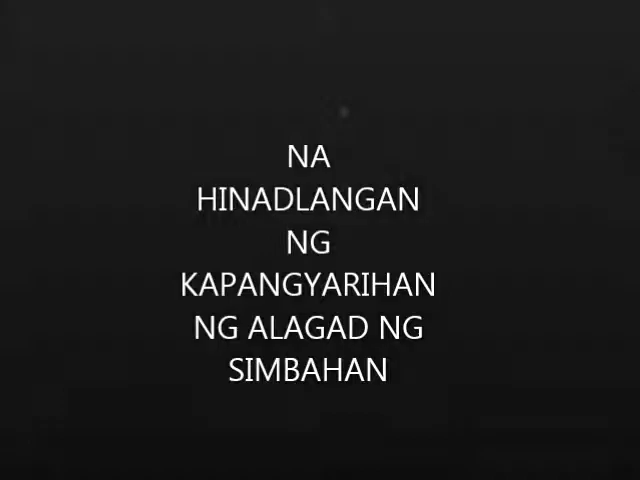 NA
HINADLANGAN
NG
KAPANGYARIHAN
NG ALAGAD NG
SIMBAHAN